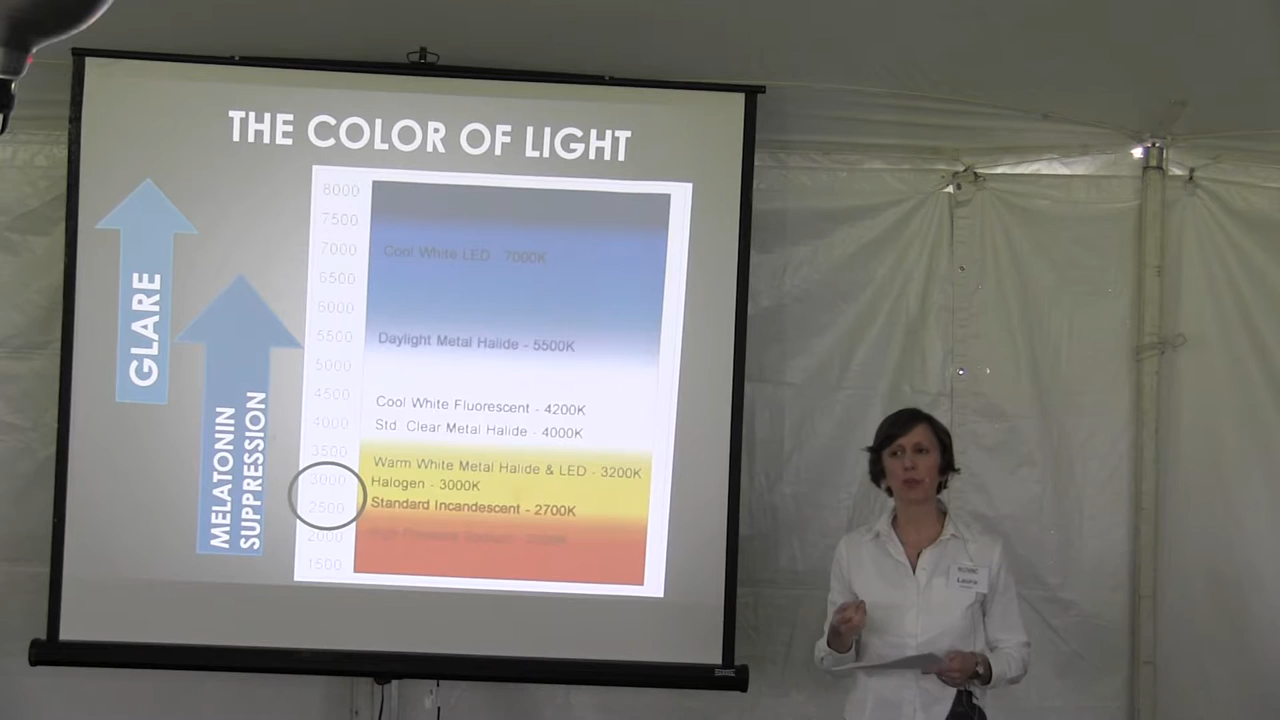 THE COLOR OF LIGHT
GLARE
MELATONIN
SUPPRESSION
8000
7500
7000
6500
6000
5500
5000
4500
4000
3500
3000
2500
2000
1500
Cool White LED - 7000K
Daylight Metal Halide - 5500K
Cool White Fluorescent - 4200K
Std. Clear Metal Halide - 4000K
Warm White Metal Halide & LED - 3200K
Halogen - 3000K
Standard Incandescent - 2700K
Laura